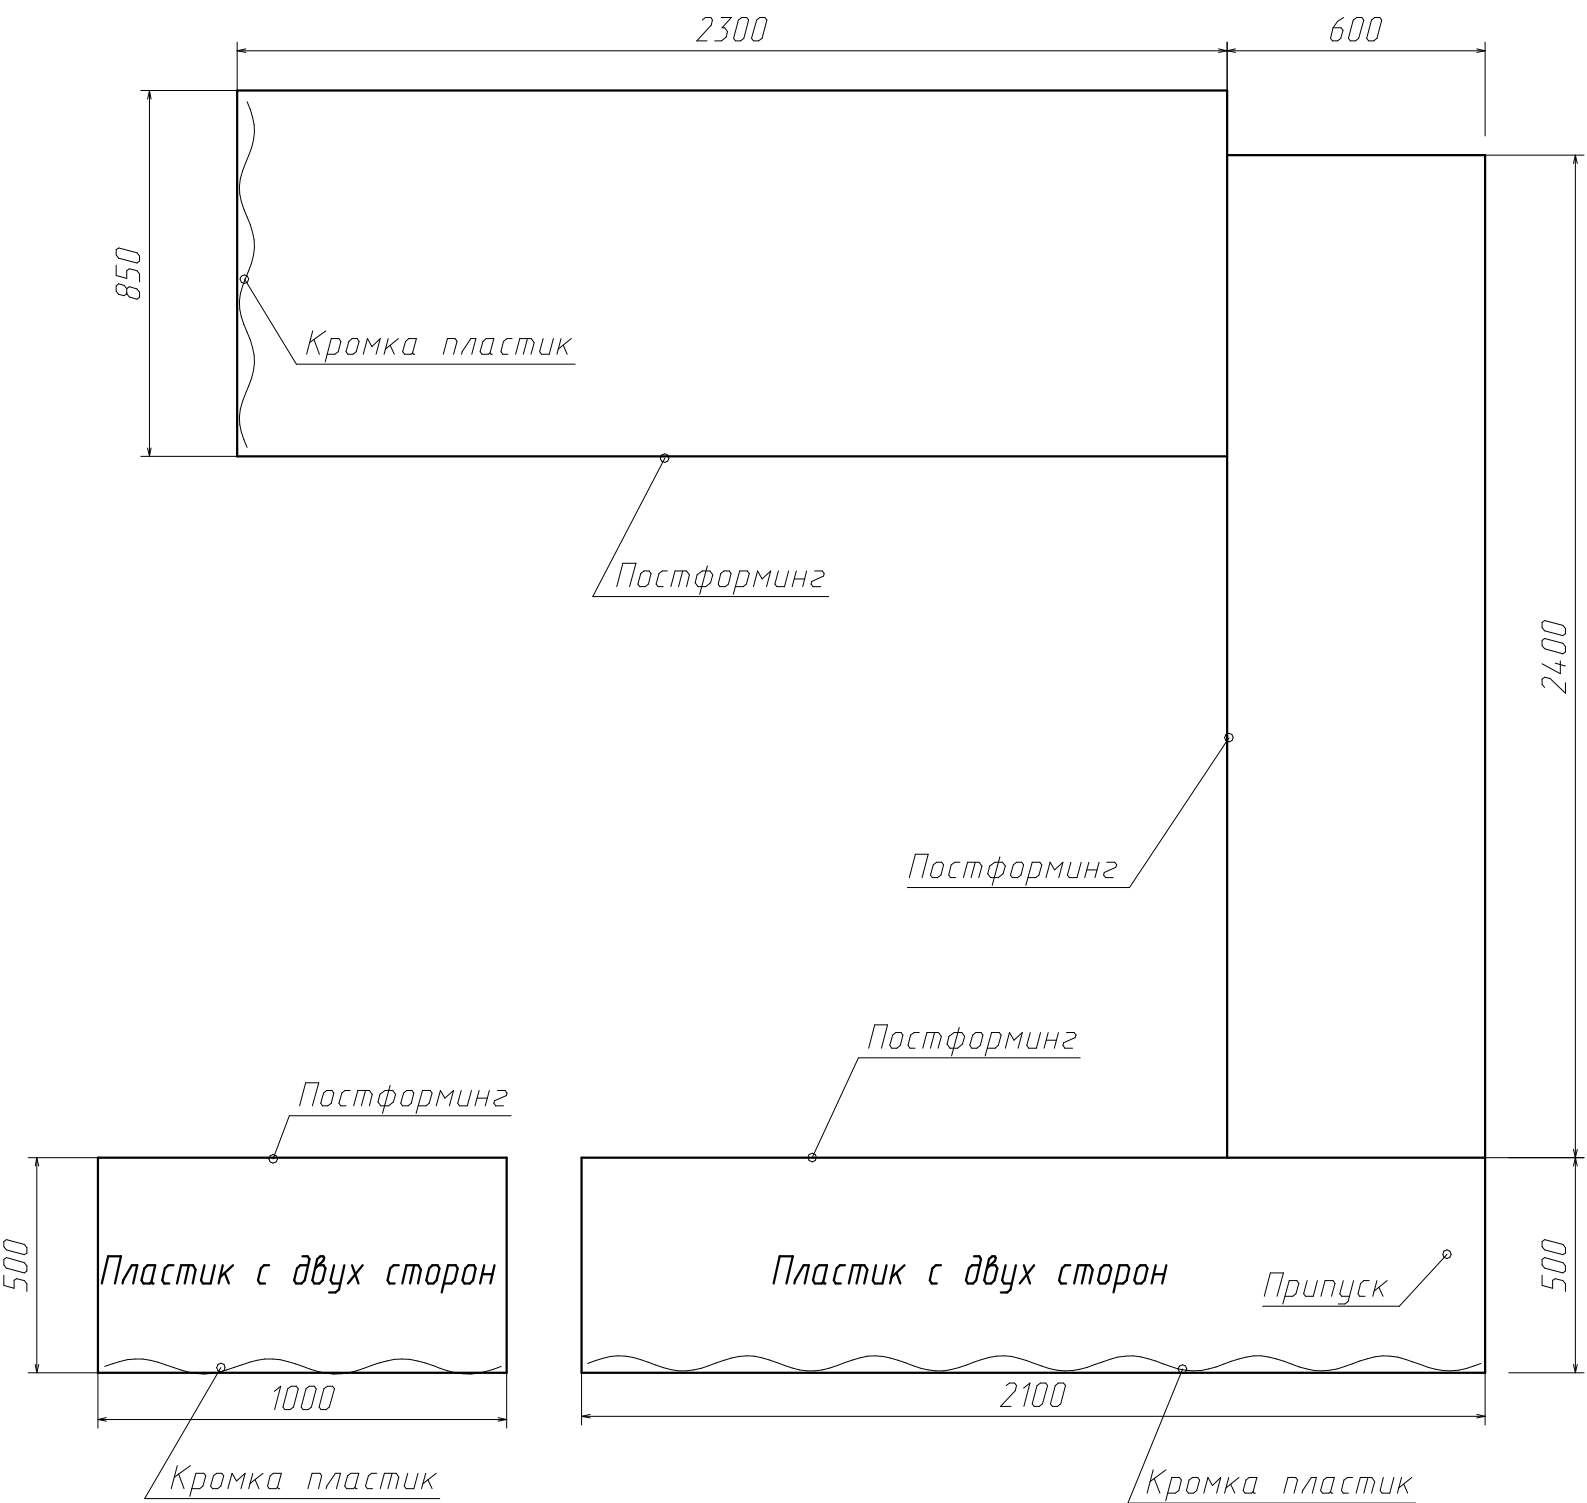 2300
600
850
Кромка пластик
Постформинг
2400
Постформинг
Постформинг
Постформинг
500
Пластик с двух сторон
Пластик с двух сторон
Припуск
500
1000
2100
Кромка пластик
Кромка пластик